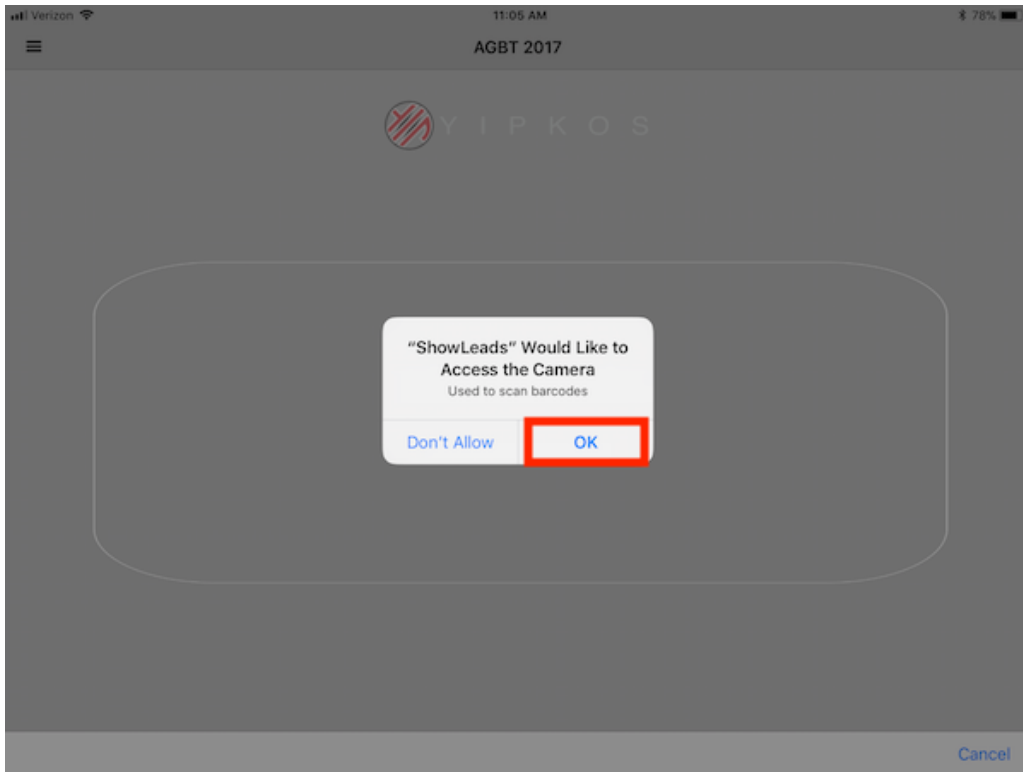 Verizon
11:05 AM
78%
AGBT 2017
YIPKOS
“ShowLeads” Would Like to
Access the Camera
Used to scan barcodes
Don't Allow
OK
Cancel